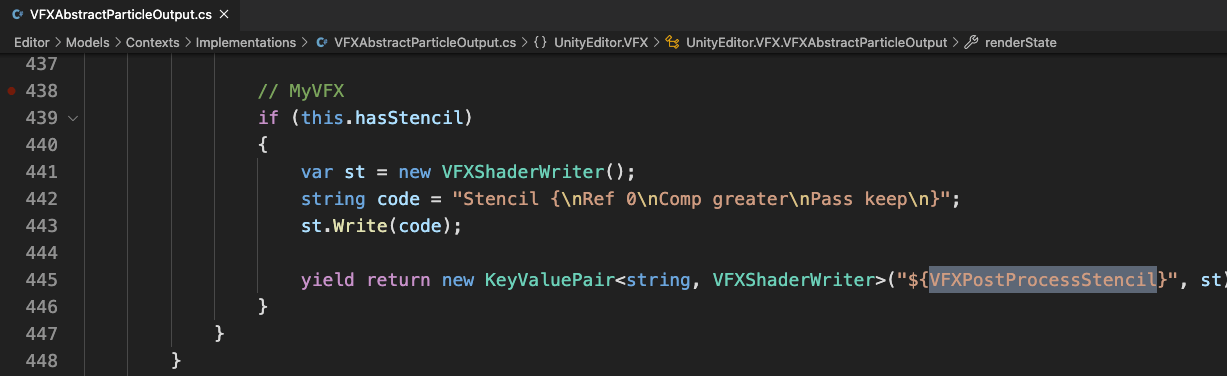 VFXAbstractParticleOutput.cs ×
Editor > Models > Contexts > Implementations > VFXAbstractParticleOutput.cs > {} UnityEditor.VFX > UnityEditor.VFX.VFXAbstractParticleOutput > renderState
437
438 // MyVFX
439 if (this.hasStencil)
440 {
441 var st = new VFXShaderWriter();
442 string code = "Stencil {\nRef 0\nComp greater\nPass keep\n}";
443 st.Write(code);
444
445 yield return new KeyValuePair<string, VFXShaderWriter>("${VFXPostProcessStencil}", st)
446 }
447 }
448 }